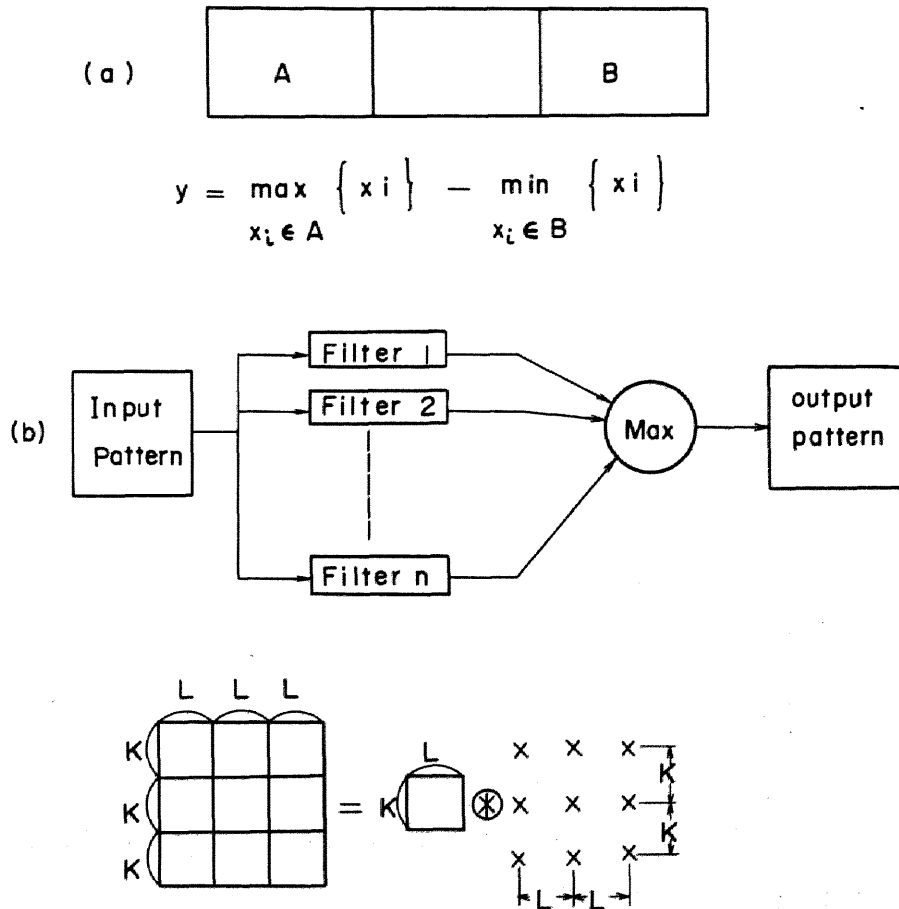 (a) A B
y = max { xi } - min { xi }
xi ∈ A xi ∈ B
Filter 1
(b) Input Pattern
Filter 2
Max
output pattern
Filter n
L L L
K
K
K
=
L
K
⊛
× × ×
× × ×
× × ×
K
K
L L